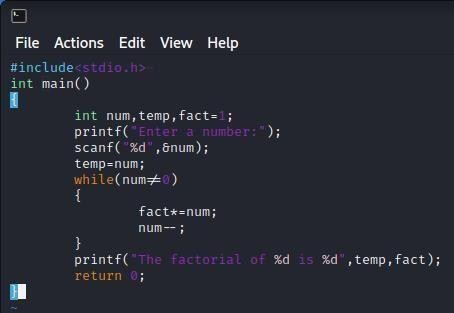 File Actions Edit View Help
#include<stdio.h>
int main()
{
int num,temp,fact=1;
printf("Enter a number:");
scanf("%d",&num);
temp=num;
while(num≠0)
{
fact*=num;
num--;
}
printf("The factorial of %d is %d",temp,fact);
return 0;
}
~